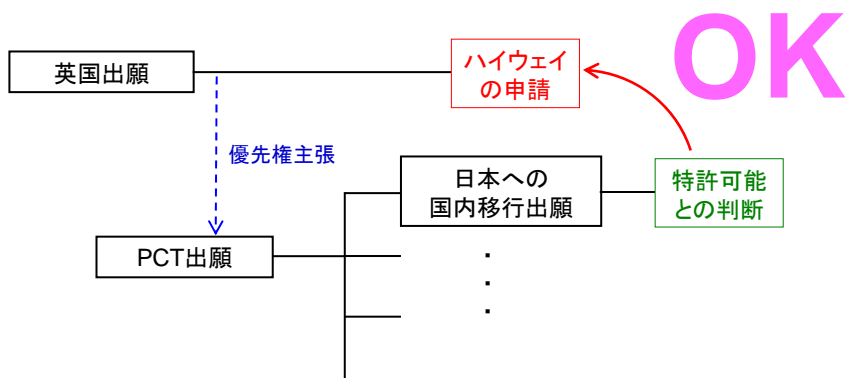 OK
英国出願
ハイウェイ
の申請
優先権主張
日本への
国内移行出願
特許可能
との判断
PCT出願
・
・
・